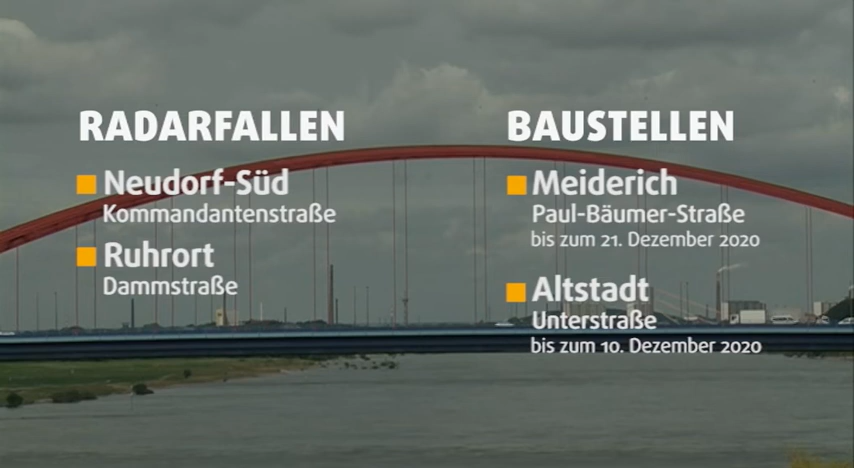 RADARFALLEN
Neudorf-Süd
Kommandantenstraße
Ruhrort
Dammstraße
BAUSTELLEN
Meiderich
Paul-Bäumer-Straße
bis zum 21. Dezember 2020
Altstadt
Unterstraße
bis zum 10. Dezember 2020